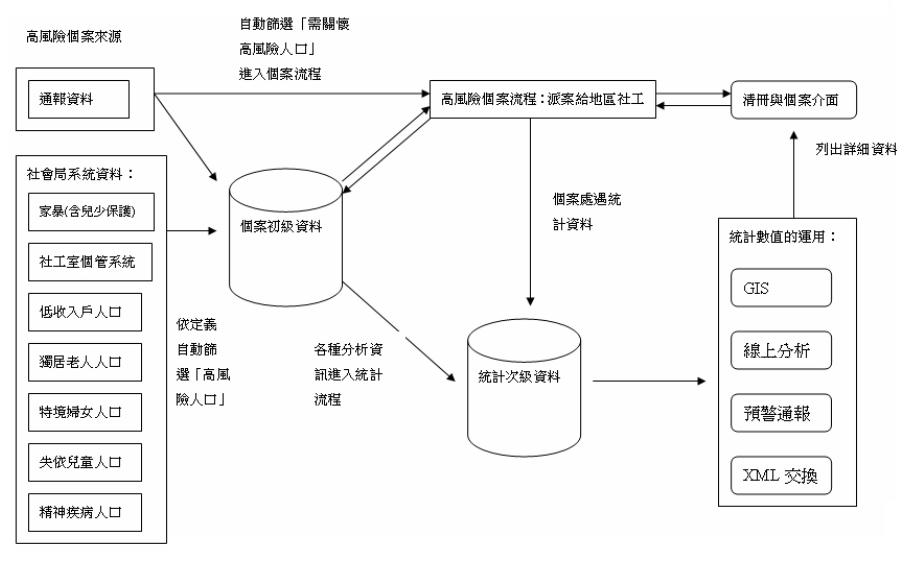 高風險個案來源
自動篩選「需關懷
高風險人口」
進入個案流程
通報資料
高風險個案流程：派案給地區社工
清冊與個案介面
列出詳細資料
社會局系統資料：
家暴(含兒少保護)
社工室個管系統
低收入戶人口
獨居老人人口
特境婦女人口
失依兒童人口
精神疾病人口
個案初級資料
依定義
自動篩
選「高風
險人口」
各種分析資
訊進入統計
流程
個案處遇統
計資料
統計次級資料
統計數值的運用：
GIS
線上分析
預警通報
XML 交換